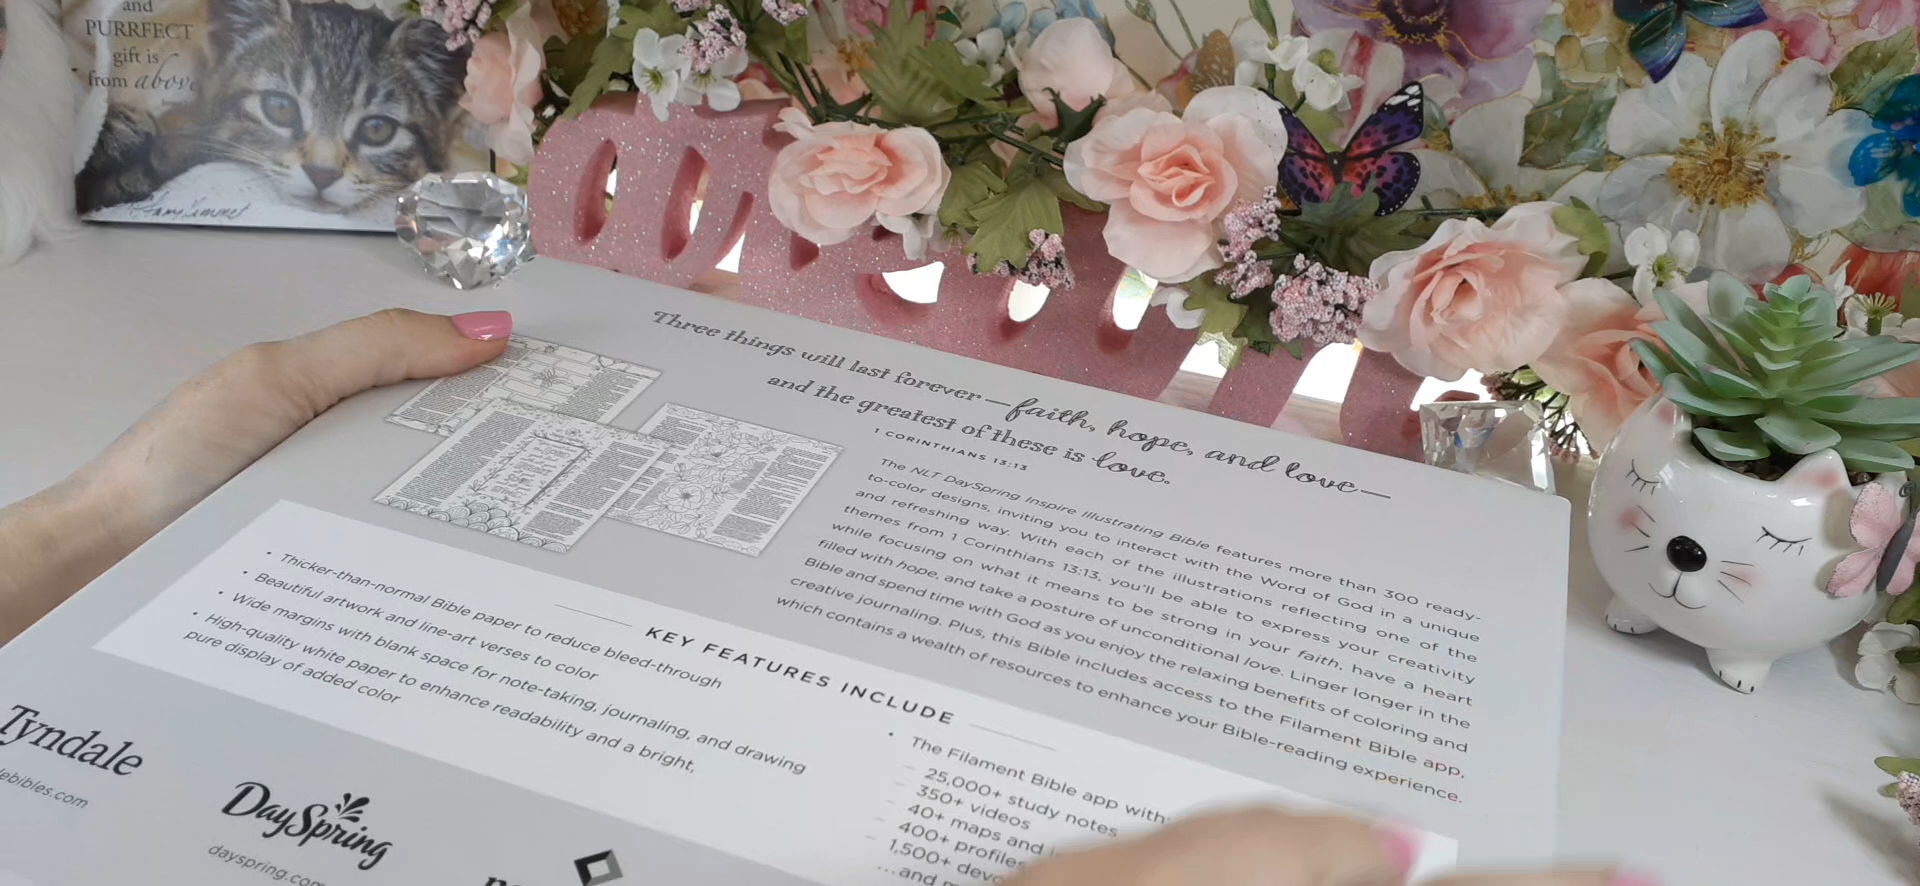 and
PURRFECT
gift is
from above
Three things will last forever—faith, hope, and love—
and the greatest of these is love.
1 CORINTHIANS 13:13
The NLT DaySpring Inspire Illustrating Bible features more than 300 ready-
to-color designs, inviting you to interact with the Word of God in a unique
and refreshing way. With each of the illustrations reflecting one of the
themes from 1 Corinthians 13:13, you'll be able to express your creativity
while focusing on what it means to be strong in your faith, have a heart
filled with hope, and take a posture of unconditional love. Linger longer in the
Bible and spend time with God as you enjoy the relaxing benefits of coloring and
creative journaling. Plus, this Bible includes access to the Filament Bible app,
which contains a wealth of resources to enhance your Bible-reading experience.
KEY FEATURES INCLUDE
• Thicker-than-normal Bible paper to reduce bleed-through
• Beautiful artwork and line-art verses to color
• Wide margins with blank space for note-taking, journaling, and drawing
• High-quality white paper to enhance readability and a bright,
pure display of added color
• The Filament Bible app with:
– 25,000+ study notes
– 350+ videos
– 40+ maps and
– 400+ profiles
– 1,500+
...and
Tyndale
ebibles.com
DaySpring
dayspring.com